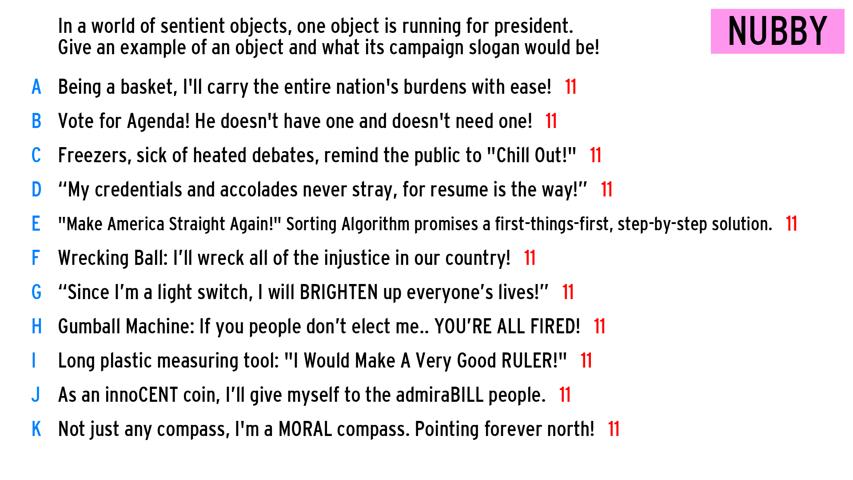 In a world of sentient objects, one object is running for president.
Give an example of an object and what its campaign slogan would be!
NUBBY
A Being a basket, I'll carry the entire nation's burdens with ease! 11
B Vote for Agenda! He doesn't have one and doesn't need one! 11
C Freezers, sick of heated debates, remind the public to "Chill Out!" 11
D “My credentials and accolades never stray, for resume is the way!” 11
E "Make America Straight Again!" Sorting Algorithm promises a first-things-first, step-by-step solution. 11
F Wrecking Ball: I’ll wreck all of the injustice in our country! 11
G “Since I’m a light switch, I will BRIGHTEN up everyone’s lives!” 11
H Gumball Machine: If you people don’t elect me.. YOU’RE ALL FIRED! 11
I Long plastic measuring tool: "I Would Make A Very Good RULER!" 11
J As an innoCENT coin, I’ll give myself to the admiraBILL people. 11
K Not just any compass, I'm a MORAL compass. Pointing forever north! 11